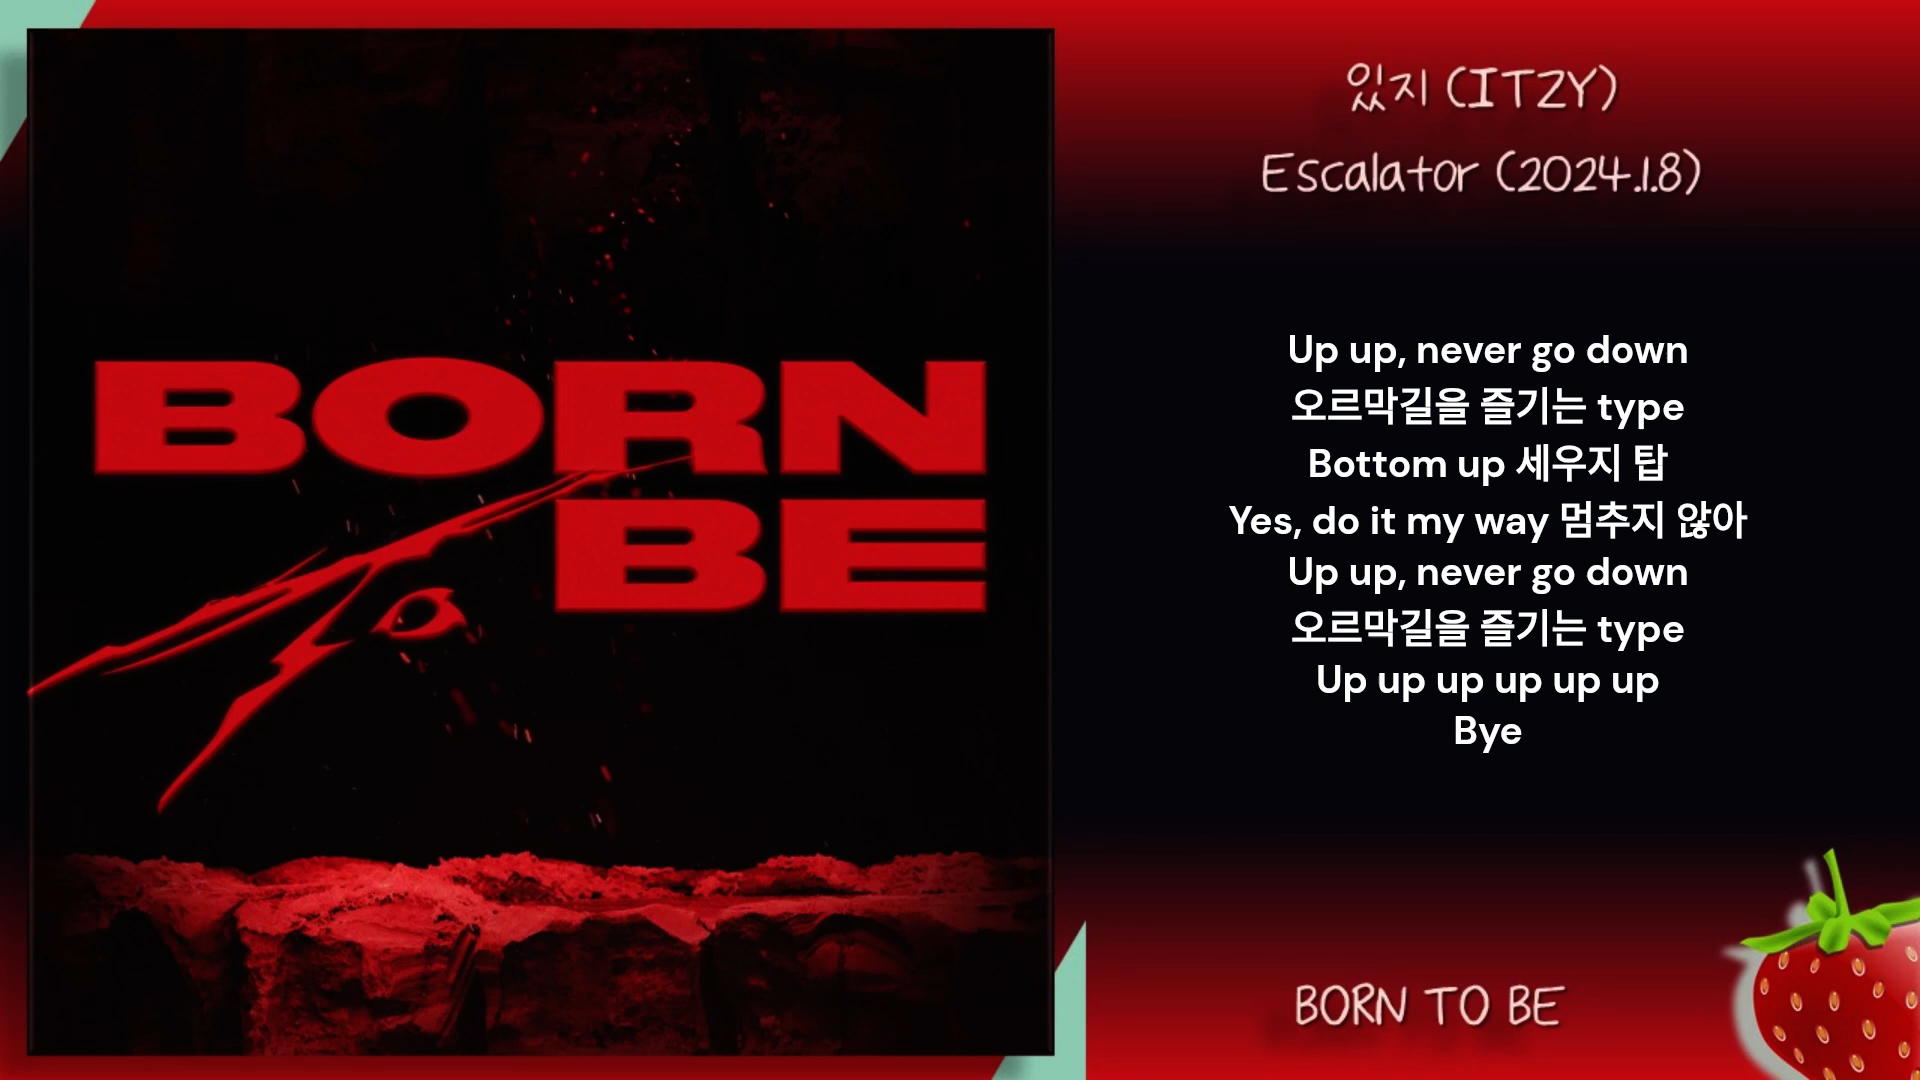 BORN
TO BE
있지 (ITZY)
Escalator (2024.1.8)
Up up, never go down
오르막길을 즐기는 type
Bottom up 세우지 탑
Yes, do it my way 멈추지 않아
Up up, never go down
오르막길을 즐기는 type
Up up up up up up
Bye
BORN TO BE